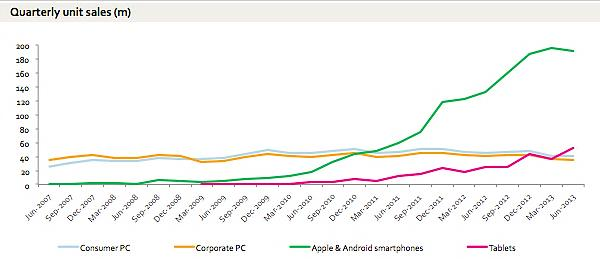 Quarterly unit sales (m)
200
180
160
140
120
100
80
60
40
20
0
Jun-2007
Sep-2007
Dec-2007
Mar-2008
Jun-2008
Sep-2008
Dec-2008
Mar-2009
Jun-2009
Sep-2009
Dec-2009
Mar-2010
Jun-2010
Sep-2010
Dec-2010
Mar-2011
Jun-2011
Sep-2011
Dec-2011
Mar-2012
Jun-2012
Sep-2012
Dec-2012
Mar-2013
Jun-2013
Consumer PC Corporate PC Apple & Android smartphones Tablets